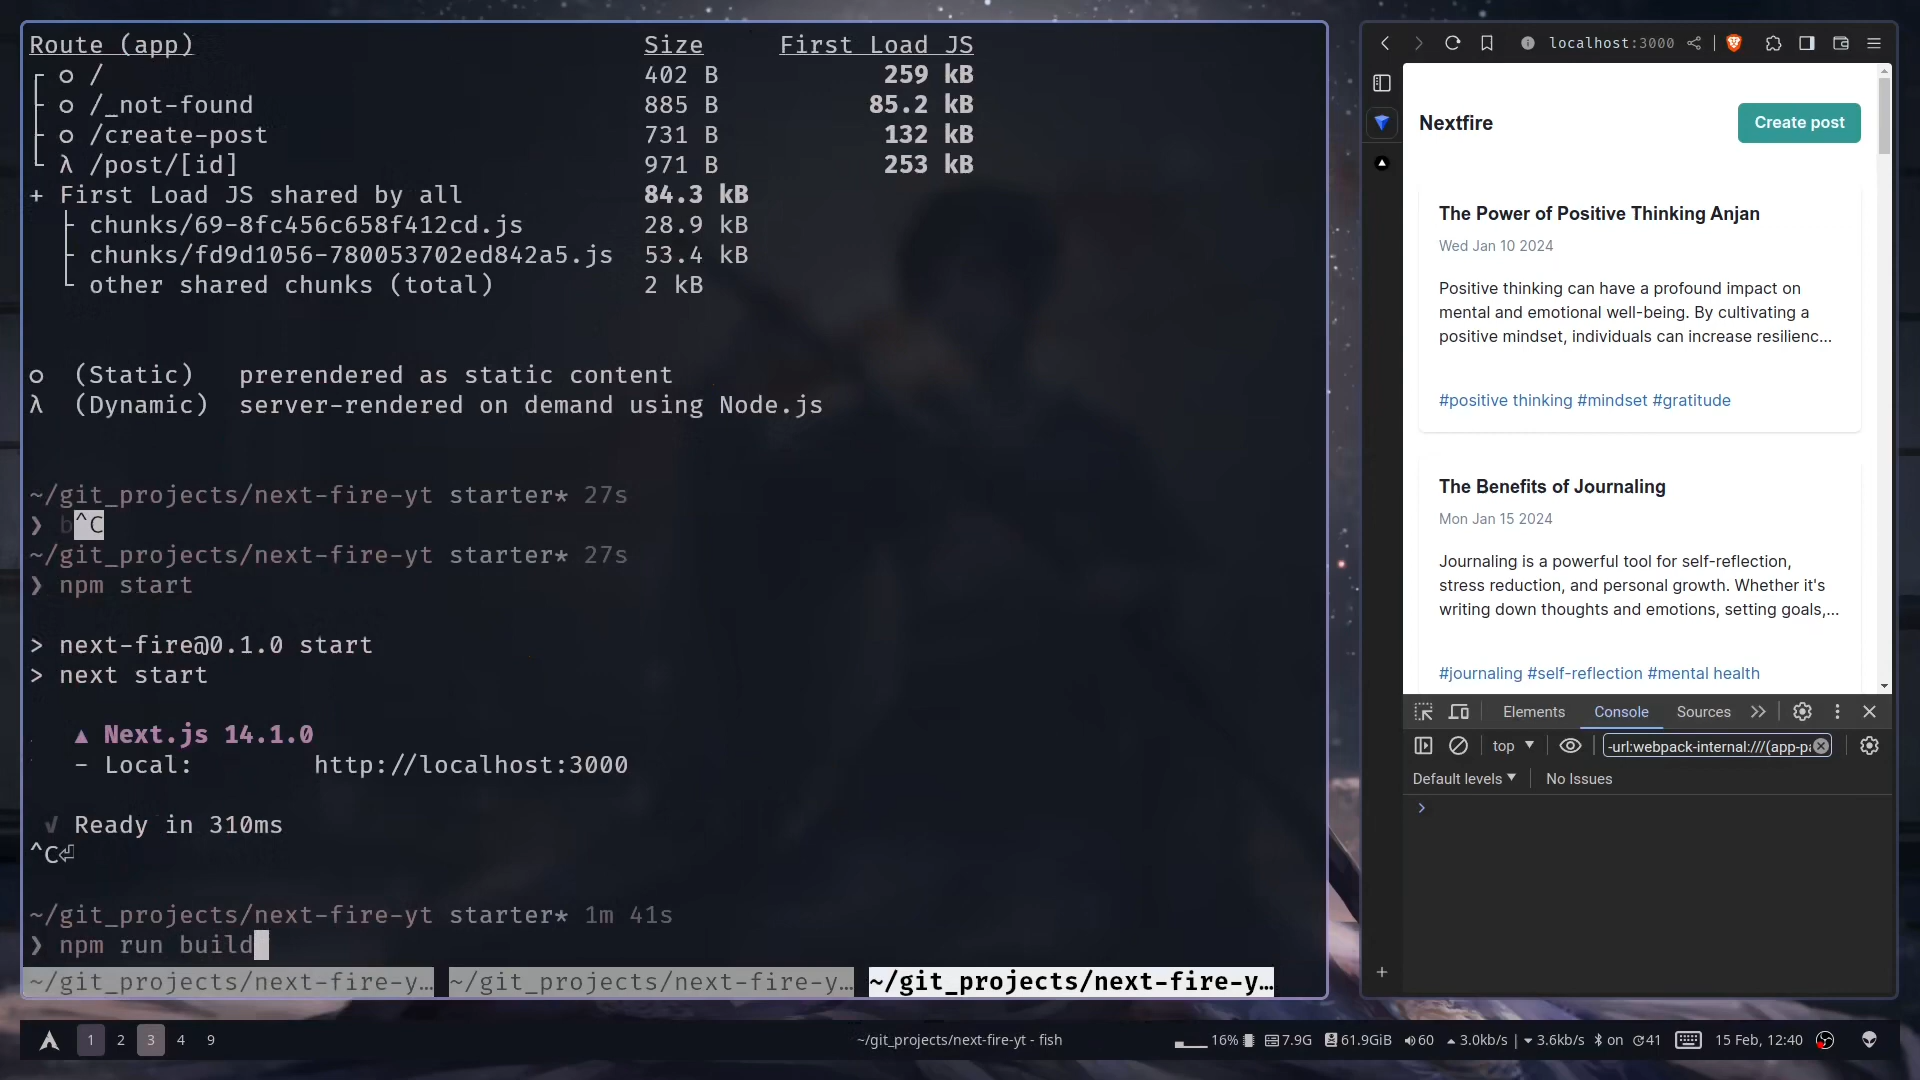 Route (app) Size First Load JS
┌ ○ / 402 B 259 kB
├ ○ /_not-found 885 B 85.2 kB
├ ○ /create-post 731 B 132 kB
└ λ /post/[id] 971 B 253 kB
+ First Load JS shared by all 84.3 kB
├ chunks/69-8fc456c658f412cd.js 28.9 kB
├ chunks/fd9d1056-780053702ed842a5.js 53.4 kB
└ other shared chunks (total) 2 kB
○ (Static) prerendered as static content
λ (Dynamic) server-rendered on demand using Node.js
~/git_projects/next-fire-yt starter* 27s
❯ b^C
~/git_projects/next-fire-yt starter* 27s
❯ npm start
> next-fire@0.1.0 start
> next start
▲ Next.js 14.1.0
- Local: http://localhost:3000
✓ Ready in 310ms
^C⏎
~/git_projects/next-fire-yt starter* 1m 41s
❯ npm run build
~/git_projects/next-fire-y… ~/git_projects/next-fire-y… ~/git_projects/next-fire-y…
localhost:3000
Nextfire
Create post
The Power of Positive Thinking Anjan
Wed Jan 10 2024
Positive thinking can have a profound impact on
mental and emotional well-being. By cultivating a
positive mindset, individuals can increase resilienc...
#positive thinking #mindset #gratitude
The Benefits of Journaling
Mon Jan 15 2024
Journaling is a powerful tool for self-reflection,
stress reduction, and personal growth. Whether it's
writing down thoughts and emotions, setting goals,...
#journaling #self-reflection #mental health
Elements Console Sources
top -url:webpack-internal:///(app-pa
Default levels No Issues
1 2 3 4 9
~/git_projects/next-fire-yt - fish
16% 7.9G 61.9GiB 60 3.0kb/s | 3.6kb/s on 41 15 Feb, 12:40